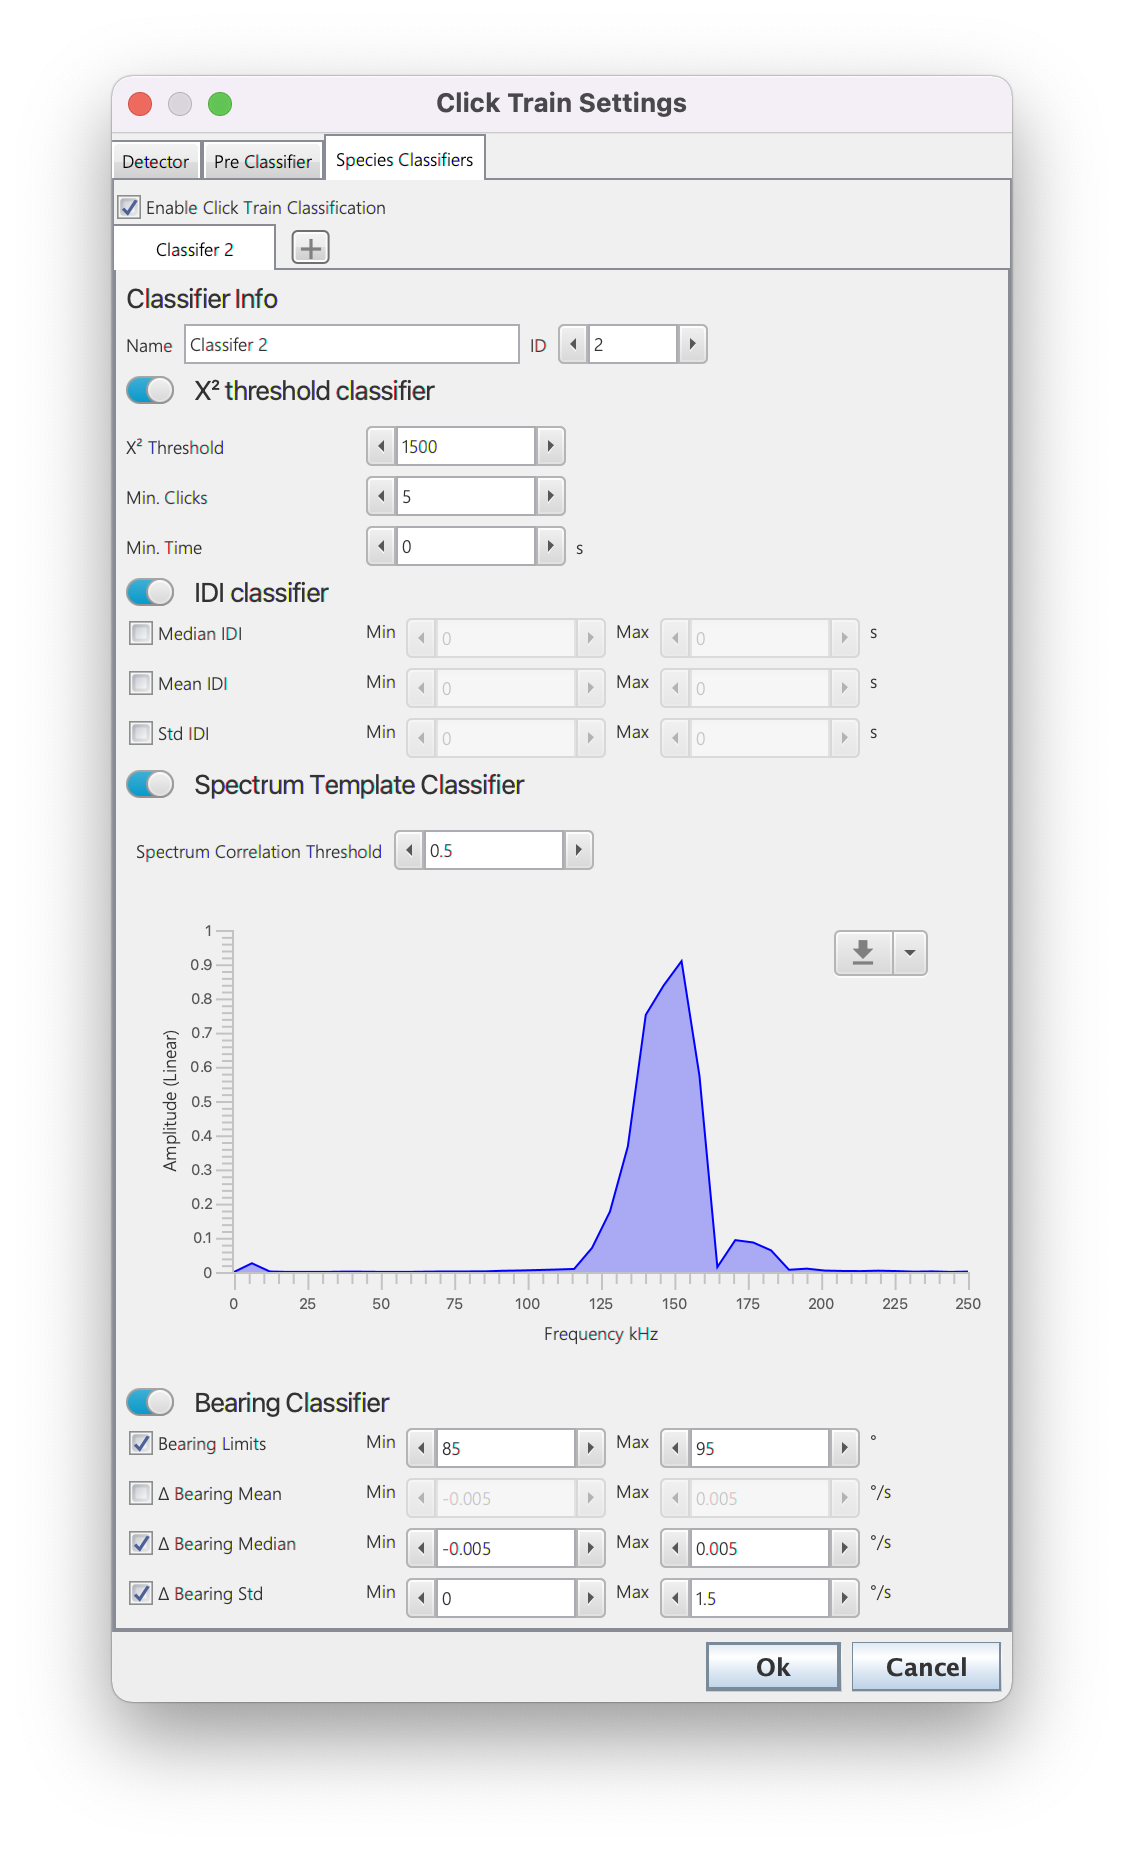 Click Train Settings
Detector Pre Classifier Species Classifiers
Enable Click Train Classification
Classifer 2
Classifier Info
Name Classifer 2 ID 2
X² threshold classifier
X² Threshold 1500
Min. Clicks 5
Min. Time 0 s
IDI classifier
Median IDI Min 0 Max 0 s
Mean IDI Min 0 Max 0 s
Std IDI Min 0 Max 0 s
Spectrum Template Classifier
Spectrum Correlation Threshold 0.5
1
0.9
0.8
0.7
0.6
0.5
0.4
0.3
0.2
0.1
0
Amplitude (Linear)
0 25 50 75 100 125 150 175 200 225 250
Frequency kHz
Bearing Classifier
Bearing Limits Min 85 Max 95 °
Δ Bearing Mean Min -0.005 Max 0.005 °/s
Δ Bearing Median Min -0.005 Max 0.005 °/s
Δ Bearing Std Min 0 Max 1.5 °/s
Ok Cancel